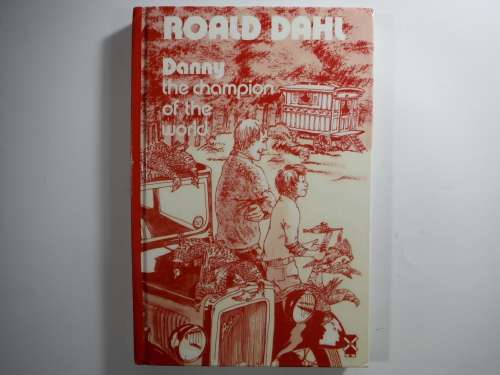 ROALD DAHL
Danny
the champion
of the
world